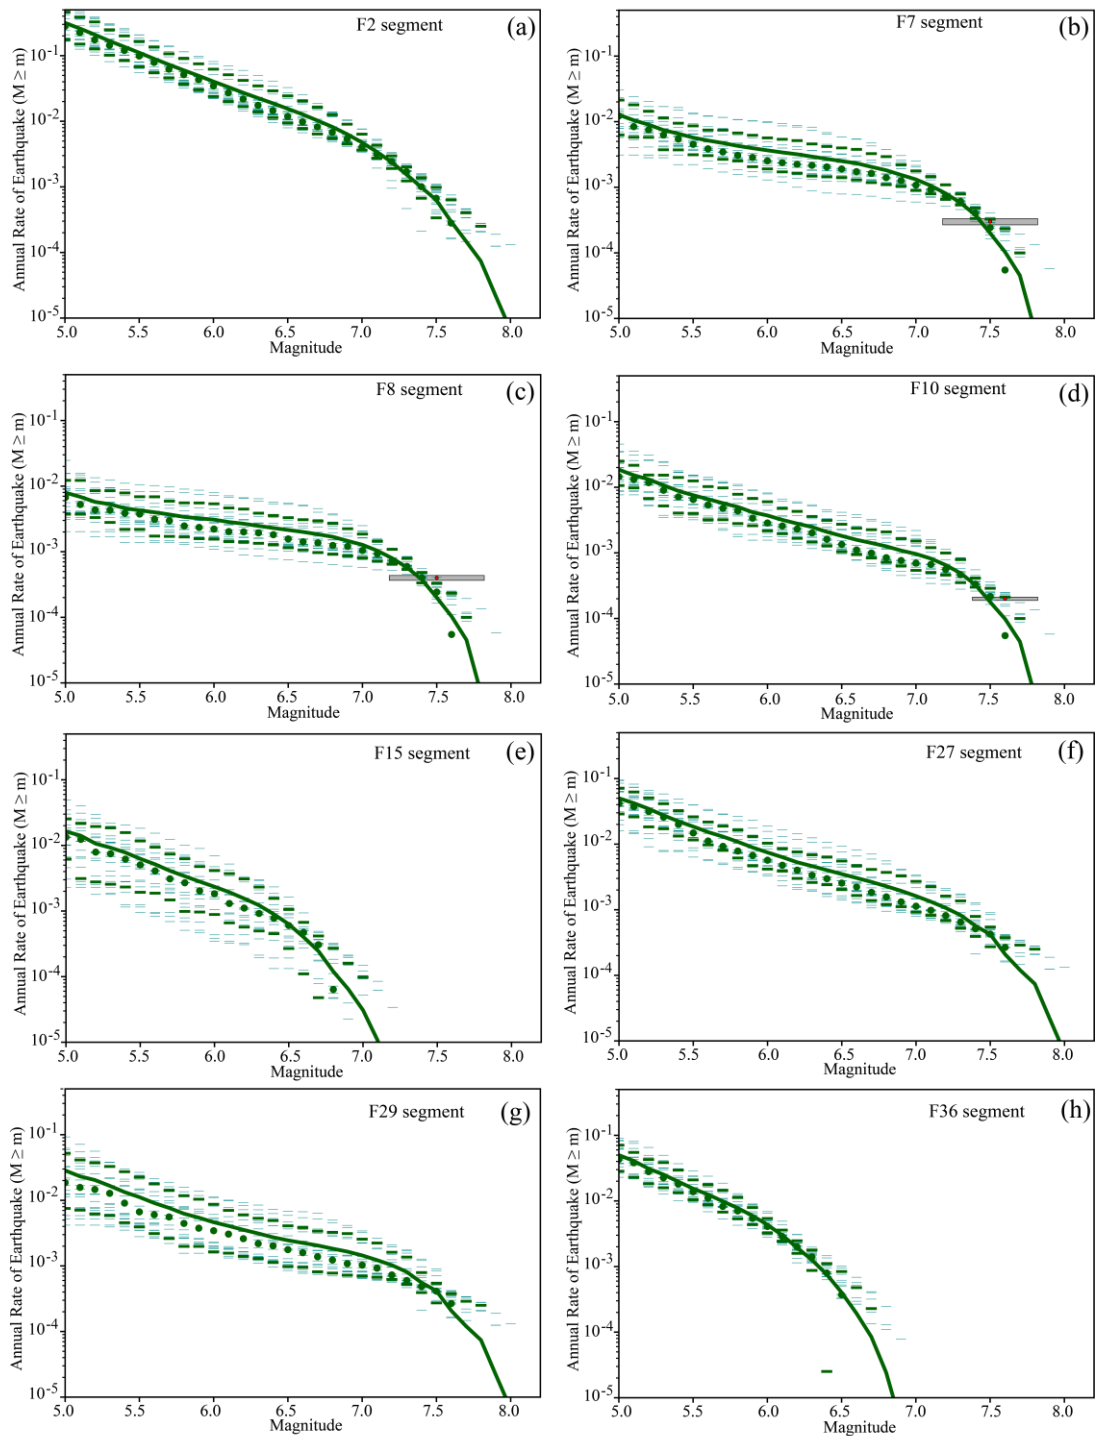 F2 segment
(a)
Annual Rate of Earthquake (M ≥ m)
10-1
10-2
10-3
10-4
10-5
5.0 5.5 6.0 6.5 7.0 7.5 8.0
Magnitude
F7 segment
(b)
Annual Rate of Earthquake (M ≥ m)
10-1
10-2
10-3
10-4
10-5
5.0 5.5 6.0 6.5 7.0 7.5 8.0
Magnitude
F8 segment
(c)
Annual Rate of Earthquake (M ≥ m)
10-1
10-2
10-3
10-4
10-5
5.0 5.5 6.0 6.5 7.0 7.5 8.0
Magnitude
F10 segment
(d)
Annual Rate of Earthquake (M ≥ m)
10-1
10-2
10-3
10-4
10-5
5.0 5.5 6.0 6.5 7.0 7.5 8.0
Magnitude
F15 segment
(e)
Annual Rate of Earthquake (M ≥ m)
10-1
10-2
10-3
10-4
10-5
5.0 5.5 6.0 6.5 7.0 7.5 8.0
Magnitude
F27 segment
(f)
Annual Rate of Earthquake (M ≥ m)
10-1
10-2
10-3
10-4
10-5
5.0 5.5 6.0 6.5 7.0 7.5 8.0
Magnitude
F29 segment
(g)
Annual Rate of Earthquake (M ≥ m)
10-1
10-2
10-3
10-4
10-5
5.0 5.5 6.0 6.5 7.0 7.5 8.0
Magnitude
F36 segment
(h)
Annual Rate of Earthquake (M ≥ m)
10-1
10-2
10-3
10-4
10-5
5.0 5.5 6.0 6.5 7.0 7.5 8.0
Magnitude